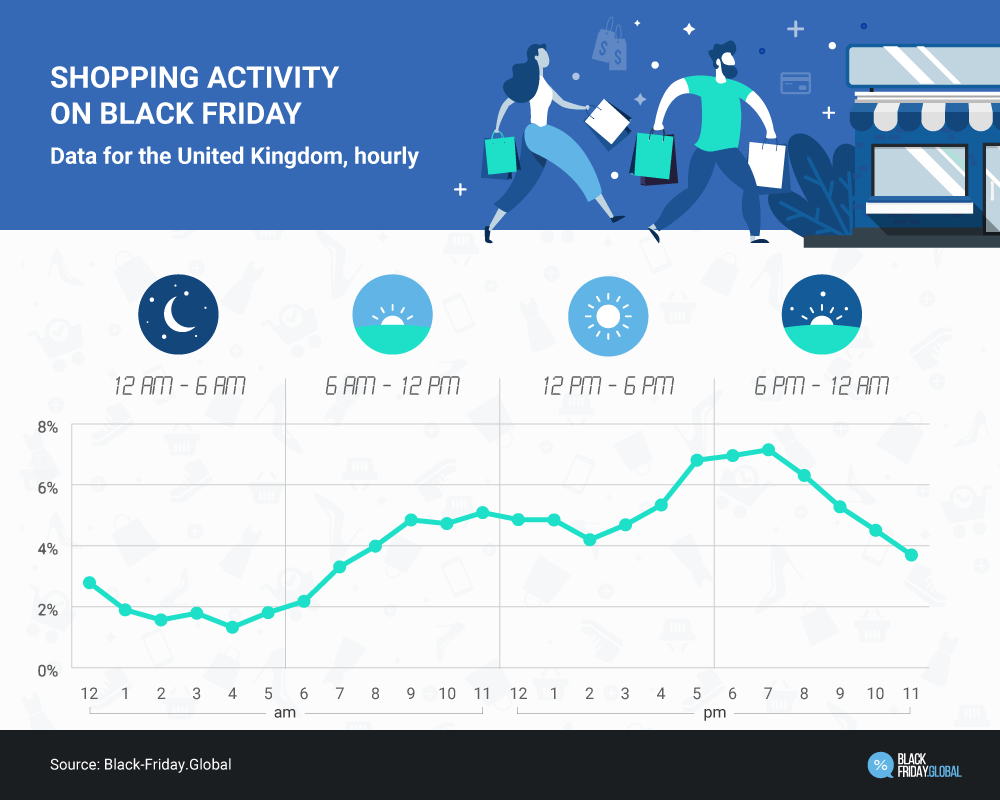 SHOPPING ACTIVITY
ON BLACK FRIDAY
Data for the United Kingdom, hourly
$ $
12 AM - 6 AM
6 AM - 12 PM
12 PM - 6 PM
6 PM - 12 AM
8%
6%
4%
2%
0%
12 1 2 3 4 5 6 7 8 9 10 11 12 1 2 3 4 5 6 7 8 9 10 11
am pm
Source: Black-Friday.Global
%
BLACK
FRIDAY.GLOBAL